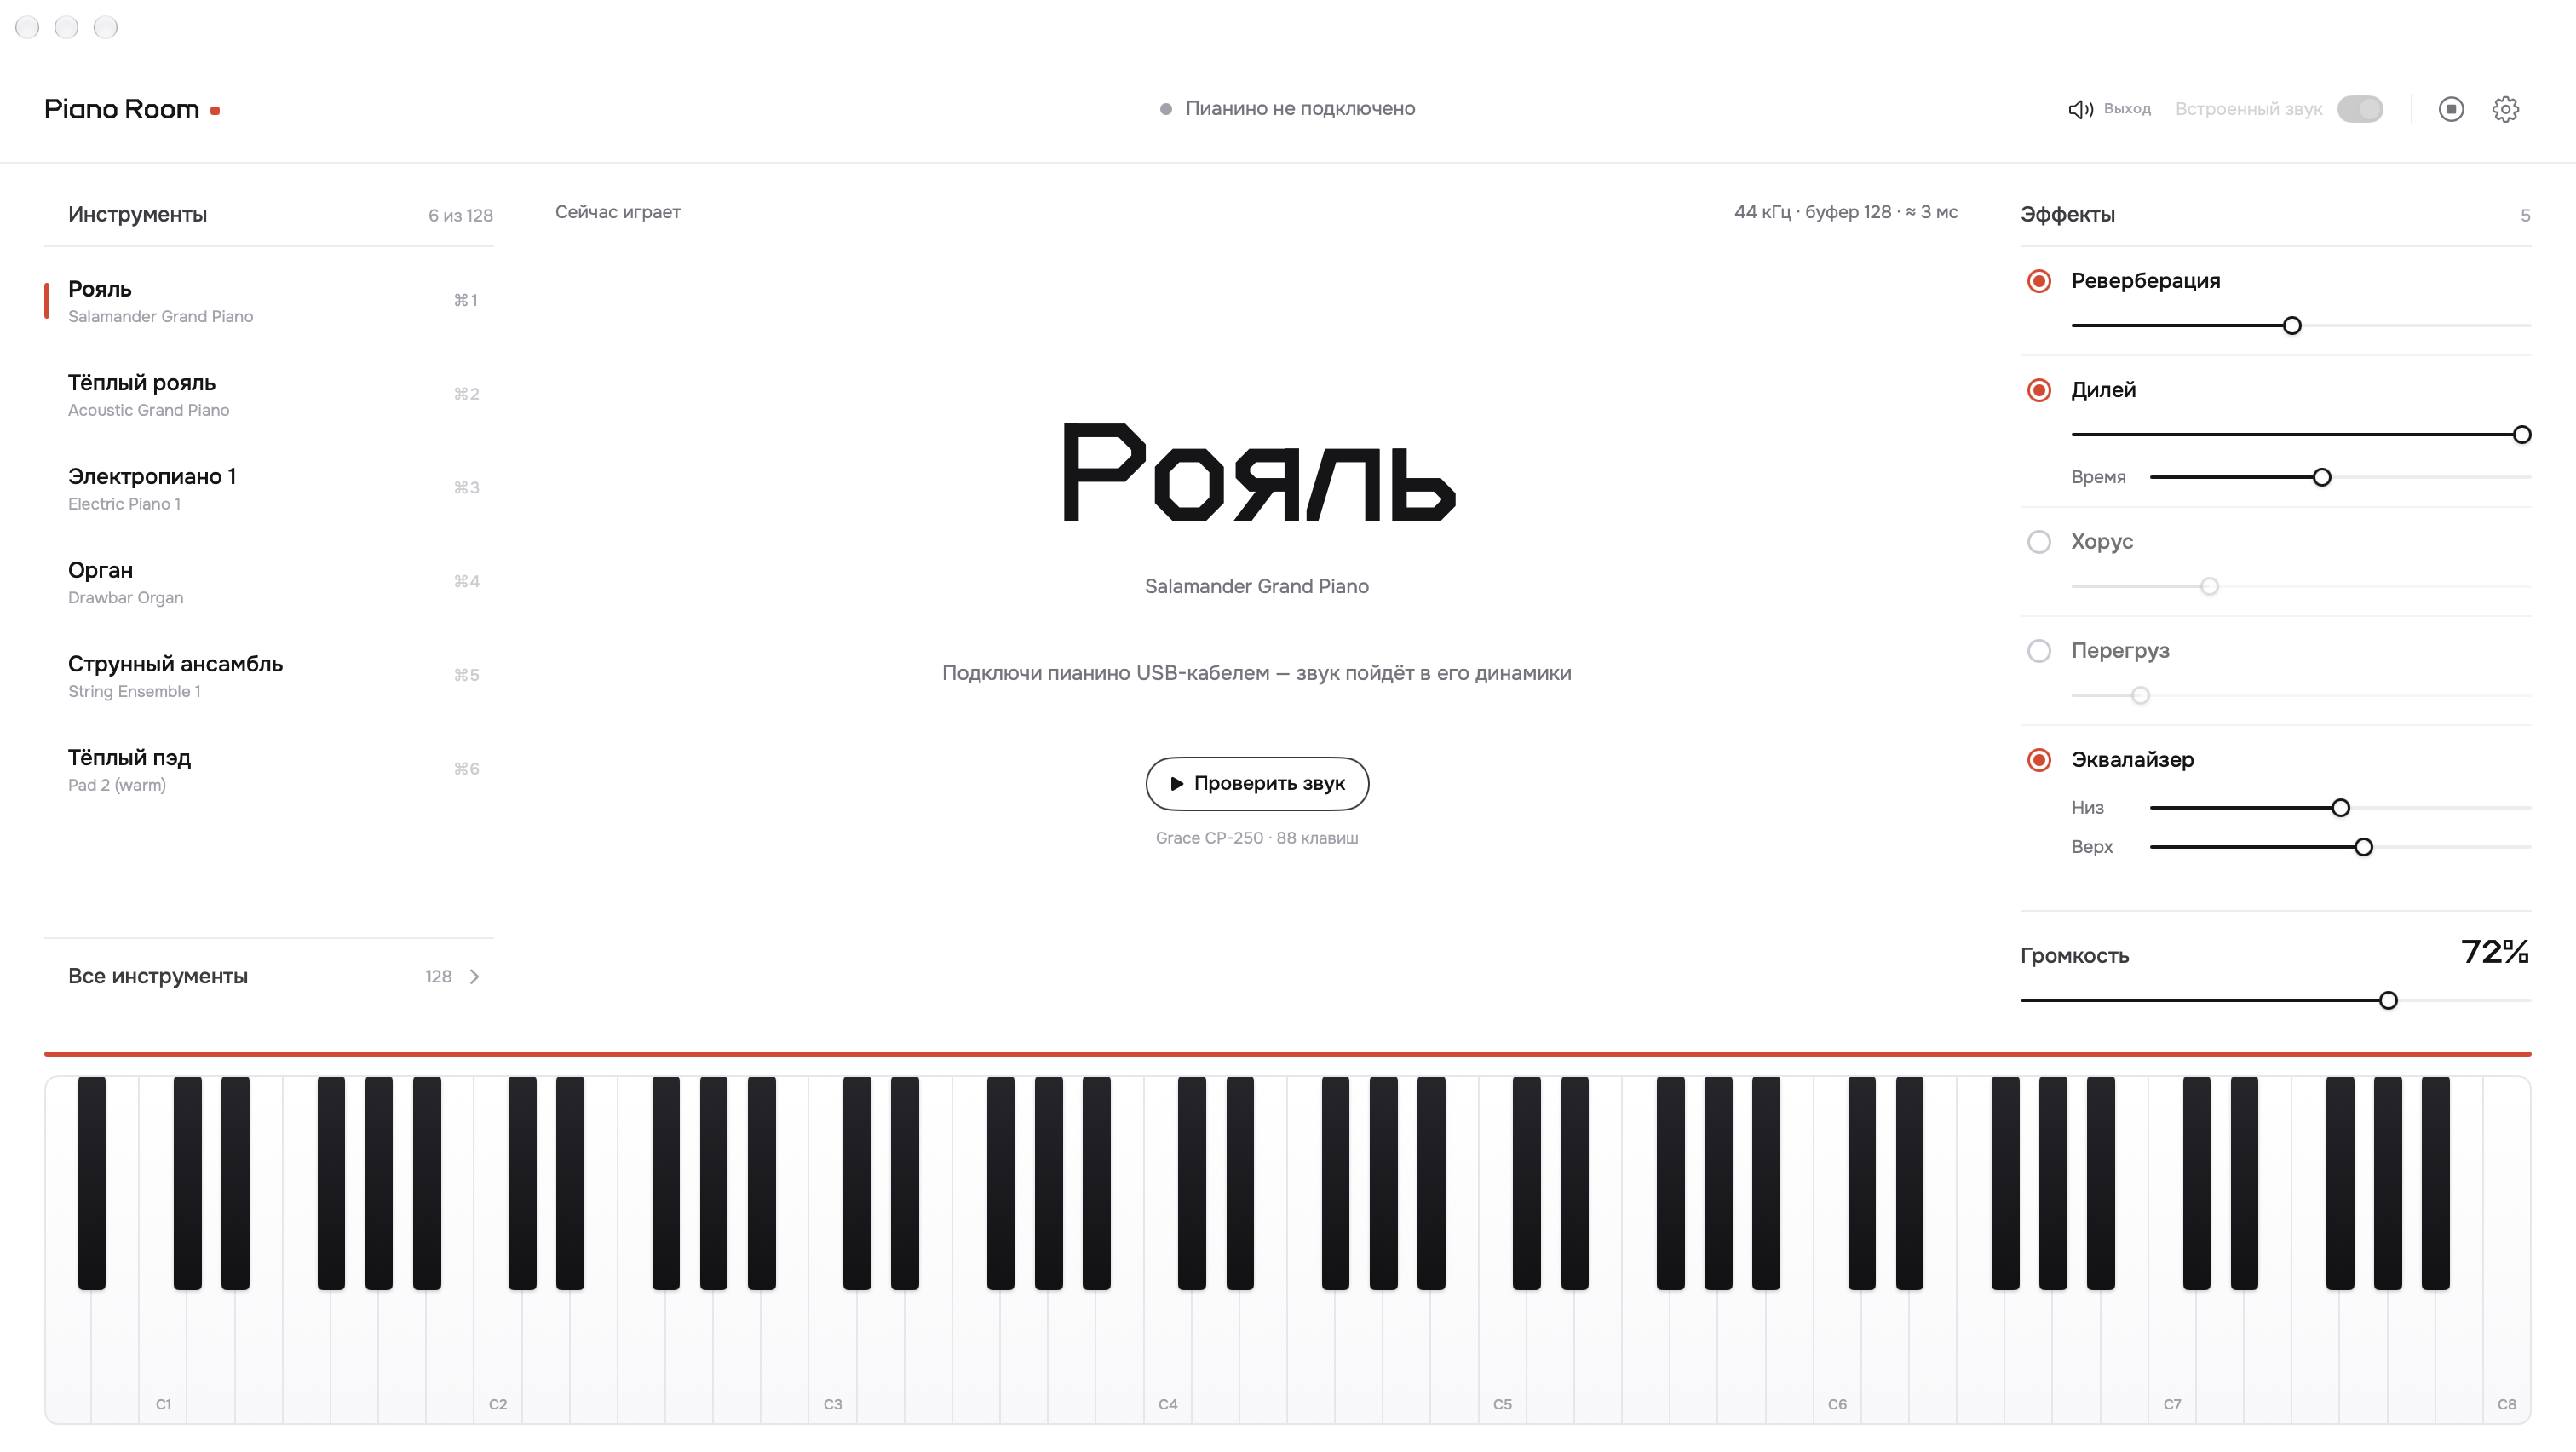 Piano Room
Пианино не подключено
Выход
Встроенный звук
Инструменты
6 из 128
Рояль
Salamander Grand Piano
⌘1
Тёплый рояль
Acoustic Grand Piano
⌘2
Электропиано 1
Electric Piano 1
⌘3
Орган
Drawbar Organ
⌘4
Струнный ансамбль
String Ensemble 1
⌘5
Тёплый пэд
Pad 2 (warm)
⌘6
Все инструменты
128
Сейчас играет
44 кГц · буфер 128 · ≈ 3 мс
Рояль
Salamander Grand Piano
Подключи пианино USB-кабелем — звук пойдёт в его динамики
Проверить звук
Grace CP-250 · 88 клавиш
Эффекты
5
Реверберация
Дилей
Время
Хорус
Перегруз
Эквалайзер
Низ
Верх
Громкость
72%
C1
C2
C3
C4
C5
C6
C7
C8